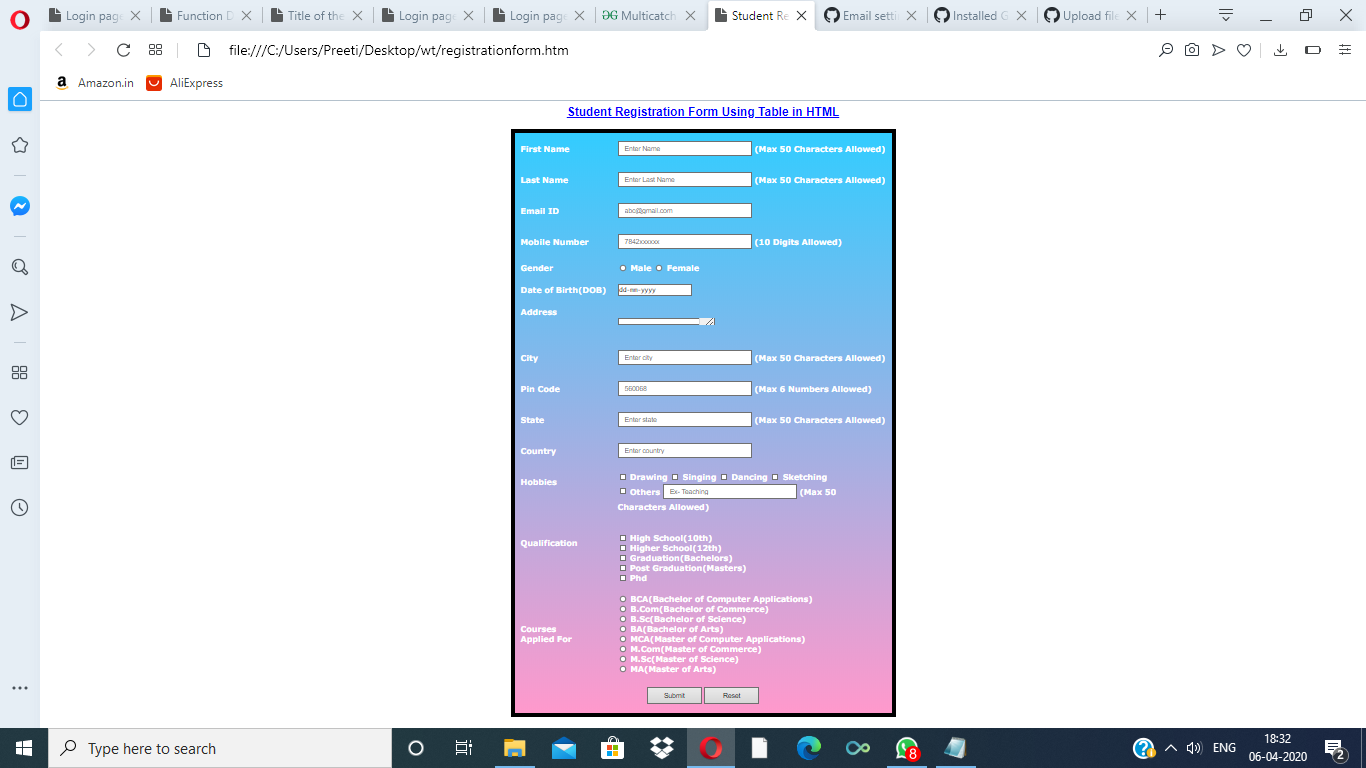 Login page Function D Title of the Login page Login page Multicatch Student Re Email setti Installed G Upload file
file:///C:/Users/Preeti/Desktop/wt/registrationform.htm
Amazon.in AliExpress
Student Registration Form Using Table in HTML
First Name Enter Name (Max 50 Characters Allowed)
Last Name Enter Last Name (Max 50 Characters Allowed)
Email ID abc@gmail.com
Mobile Number 7842xxxxxx (10 Digits Allowed)
Gender Male Female
Date of Birth(DOB) dd-mm-yyyy
Address
City Enter city (Max 50 Characters Allowed)
Pin Code 560068 (Max 6 Numbers Allowed)
State Enter state (Max 50 Characters Allowed)
Country Enter country
Hobbies Drawing Singing Dancing Sketching
Others Ex- Teaching (Max 50
Characters Allowed)
Qualification High School(10th)
Higher School(12th)
Graduation(Bachelors)
Post Graduation(Masters)
Phd
BCA(Bachelor of Computer Applications)
B.Com(Bachelor of Commerce)
B.Sc(Bachelor of Science)
Courses BA(Bachelor of Arts)
Applied For MCA(Master of Computer Applications)
M.Com(Master of Commerce)
M.Sc(Master of Science)
MA(Master of Arts)
Submit Reset
Type here to search 8 ENG 18:32
06-04-2020 2